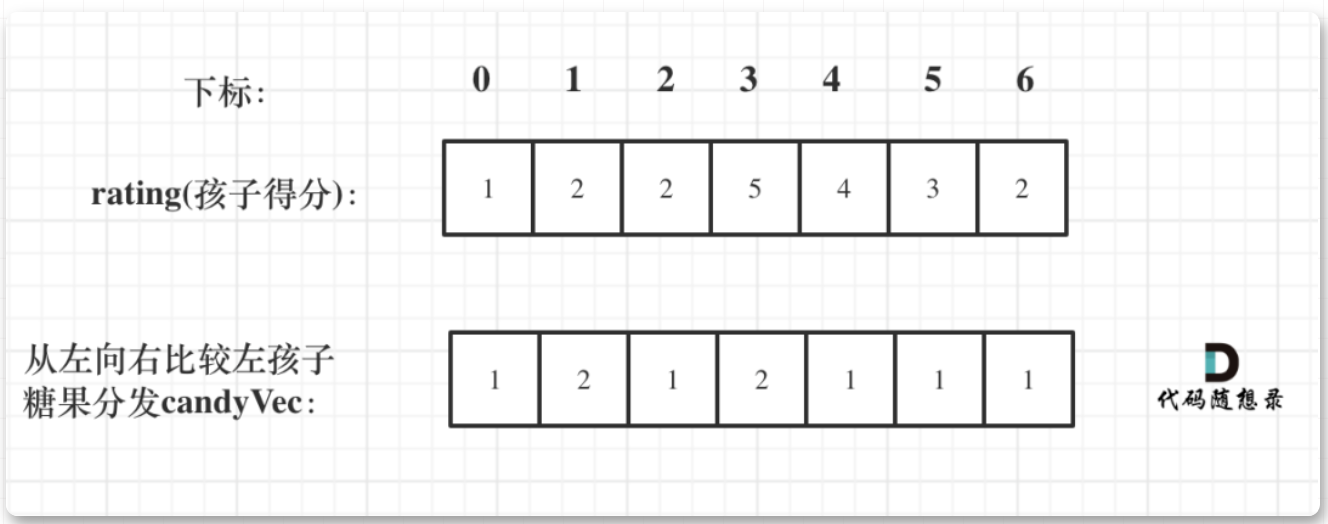 下标: 0 1 2 3 4 5 6
rating(孩子得分): 1 2 2 5 4 3 2
从左向右比较左孩子
糖果分发candyVec: 1 2 1 2 1 1 1
代码随想录